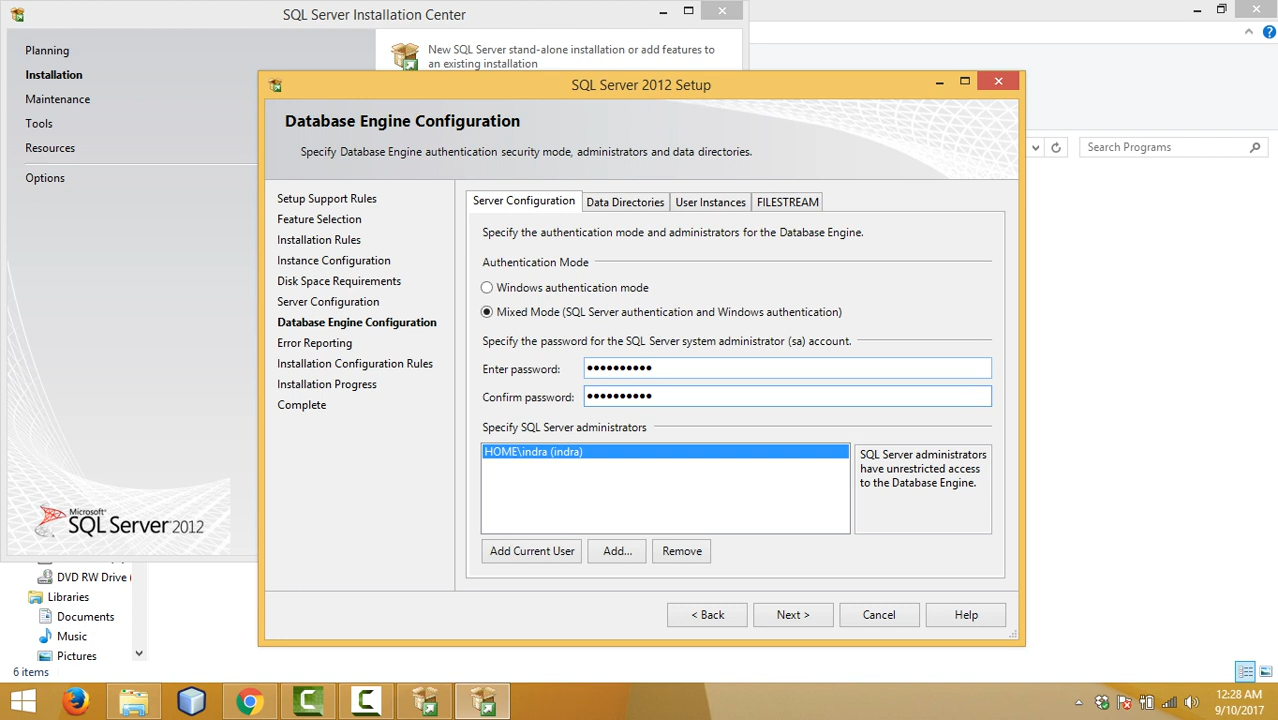 SQL Server Installation Center
Planning
Installation
Maintenance
Tools
Resources
Options
New SQL Server stand-alone installation or add features to
an existing installation
Microsoft®
SQL Server 2012
SQL Server 2012 Setup
Database Engine Configuration
Specify Database Engine authentication security mode, administrators and data directories.
Setup Support Rules
Feature Selection
Installation Rules
Instance Configuration
Disk Space Requirements
Server Configuration
Database Engine Configuration
Error Reporting
Installation Configuration Rules
Installation Progress
Complete
Server Configuration Data Directories User Instances FILESTREAM
Specify the authentication mode and administrators for the Database Engine.
Authentication Mode
Windows authentication mode
Mixed Mode (SQL Server authentication and Windows authentication)
Specify the password for the SQL Server system administrator (sa) account.
Enter password: ●●●●●●●●●●
Confirm password: ●●●●●●●●●●
Specify SQL Server administrators
HOME\indra (indra)
SQL Server administrators
have unrestricted access
to the Database Engine.
Add Current User Add... Remove
< Back Next > Cancel Help
Search Programs
DVD RW Drive (
Libraries
Documents
Music
Pictures
6 items
12:28 AM
9/10/2017